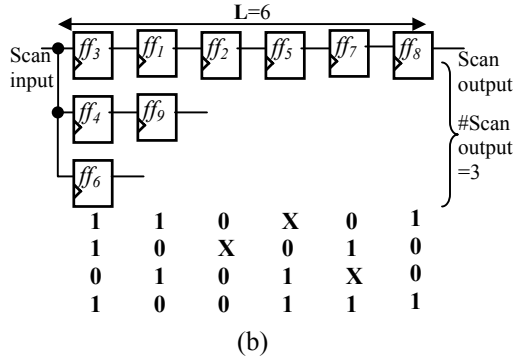 L=6
Scan input
ff3 ff1 ff2 ff5 ff7 ff8
Scan output
ff4 ff9
#Scan output =3
ff6
1 1 0 X 0 1
1 0 X 0 1 0
0 1 0 1 X 0
1 0 0 1 1 1
(b)